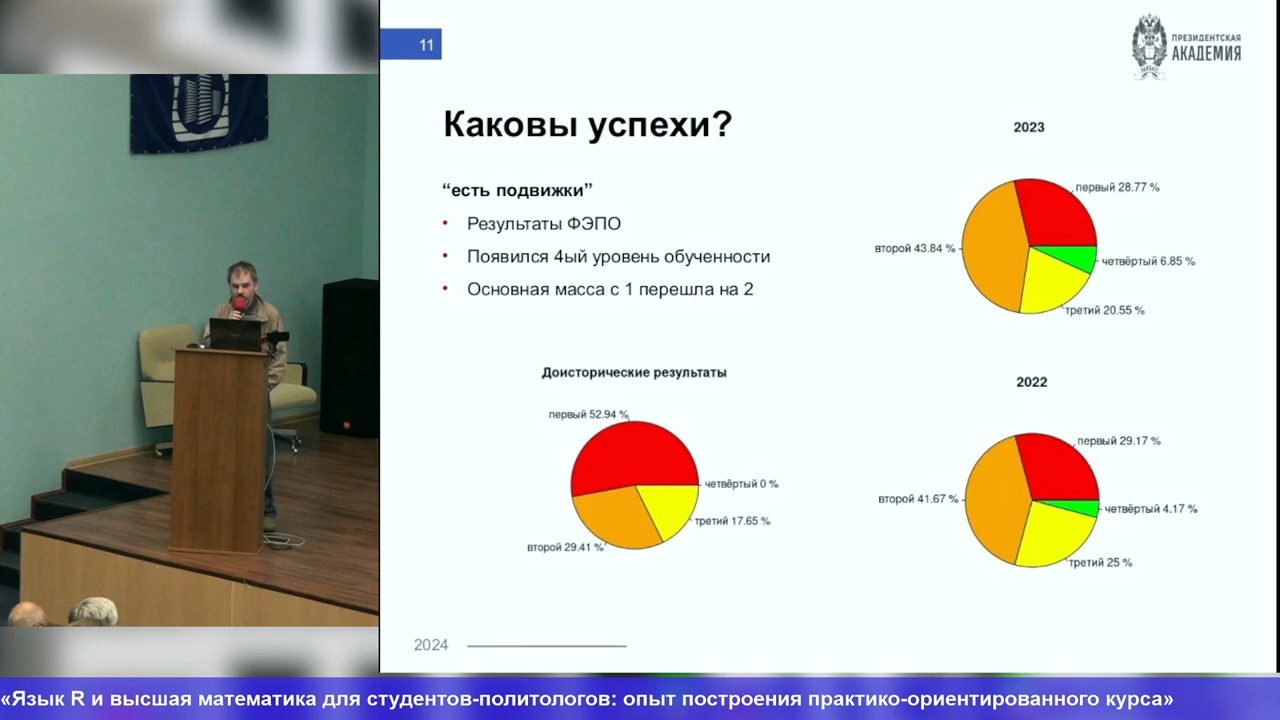 11
ПРЕЗИДЕНТСКАЯ
АКАДЕМИЯ
Каковы успехи?
“есть подвижки”
• Результаты ФЭПО
• Появился 4ый уровень обученности
• Основная масса с 1 перешла на 2
2023
первый 28.77 %
второй 43.84 %
четвёртый 6.85 %
третий 20.55 %
Доисторические результаты
первый 52.94 %
четвёртый 0 %
третий 17.65 %
второй 29.41 %
2022
первый 29.17 %
второй 41.67 %
четвёртый 4.17 %
третий 25 %
2024
«Язык R и высшая математика для студентов-политологов: опыт построения практико-ориентированного курса»